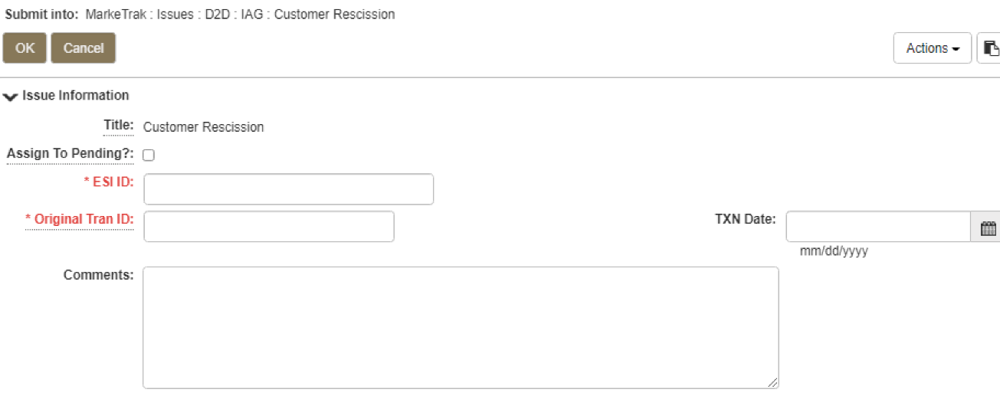 Submit into: MarkeTrak : Issues : D2D : IAG : Customer Rescission
OK Cancel Actions
Issue Information
Title: Customer Rescission
Assign To Pending?:
* ESI ID:
* Original Tran ID: TXN Date:
mm/dd/yyyy
Comments: